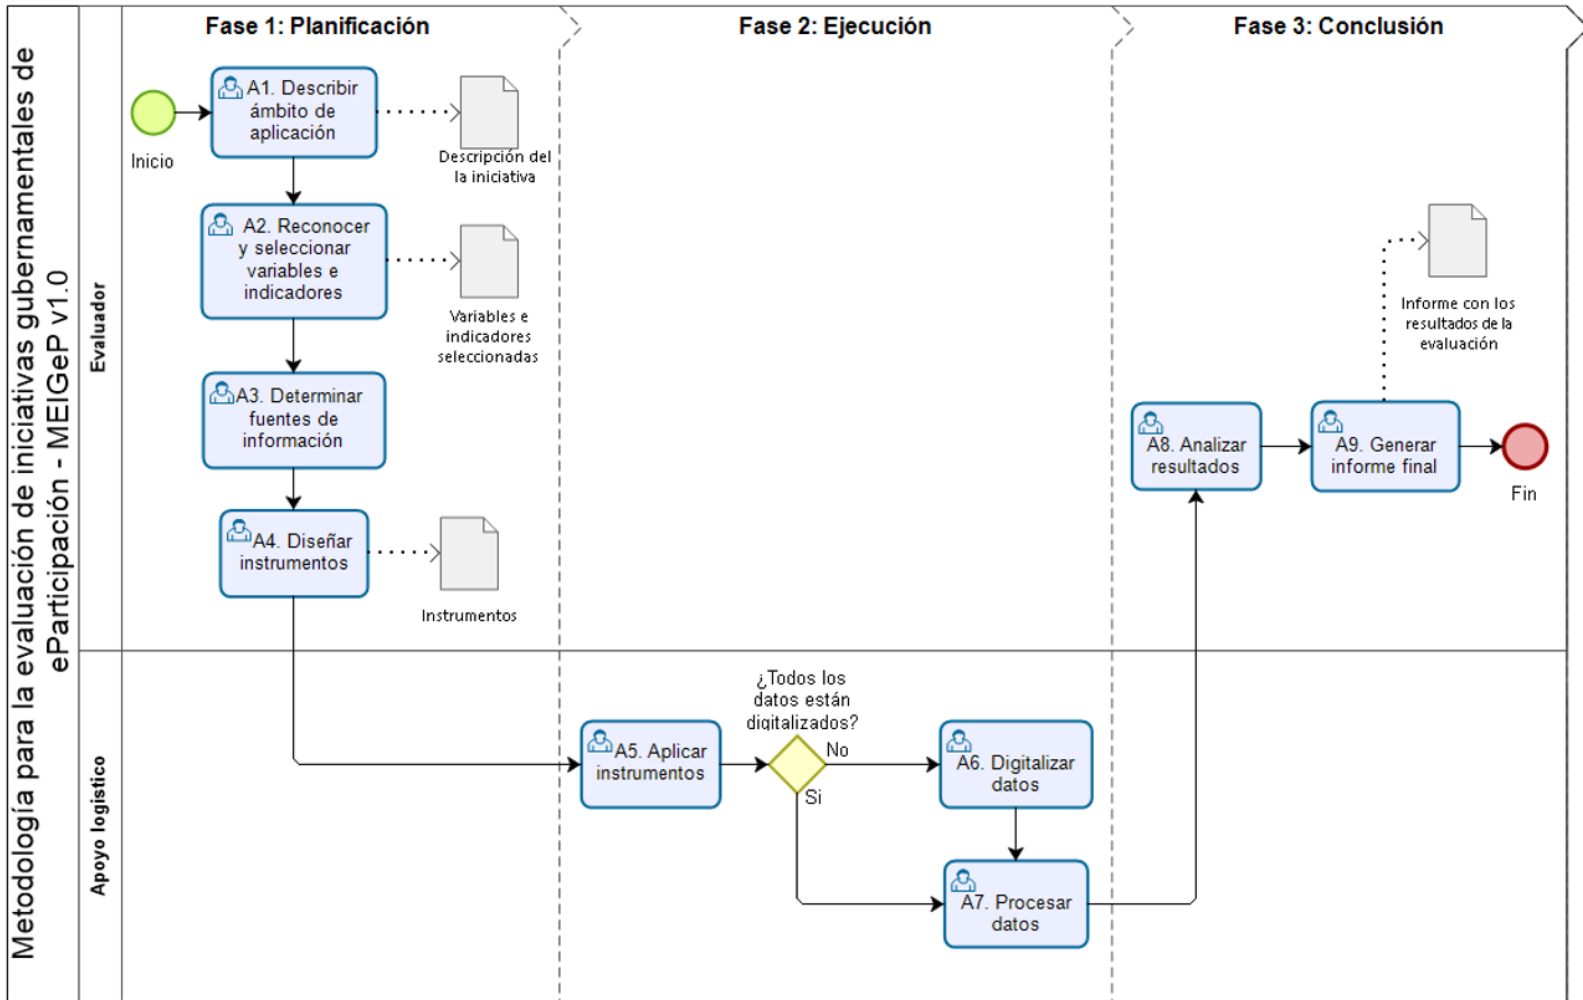 Metodología para la evaluación de iniciativas gubernamentales de
eParticipación - MEIGeP v1.0
Fase 1: Planificación
Fase 2: Ejecución
Fase 3: Conclusión
Evaluador
Inicio
A1. Describir
ámbito de
aplicación
Descripción del
la iniciativa
A2. Reconocer
y seleccionar
variables e
indicadores
Variables e
indicadores
seleccionadas
A3. Determinar
fuentes de
información
A4. Diseñar
instrumentos
Instrumentos
Informe con los
resultados de la
evaluación
A8. Analizar
resultados
A9. Generar
informe final
Fin
Apoyo logístico
A5. Aplicar
instrumentos
¿Todos los
datos están
digitalizados?
No
Si
A6. Digitalizar
datos
A7. Procesar
datos